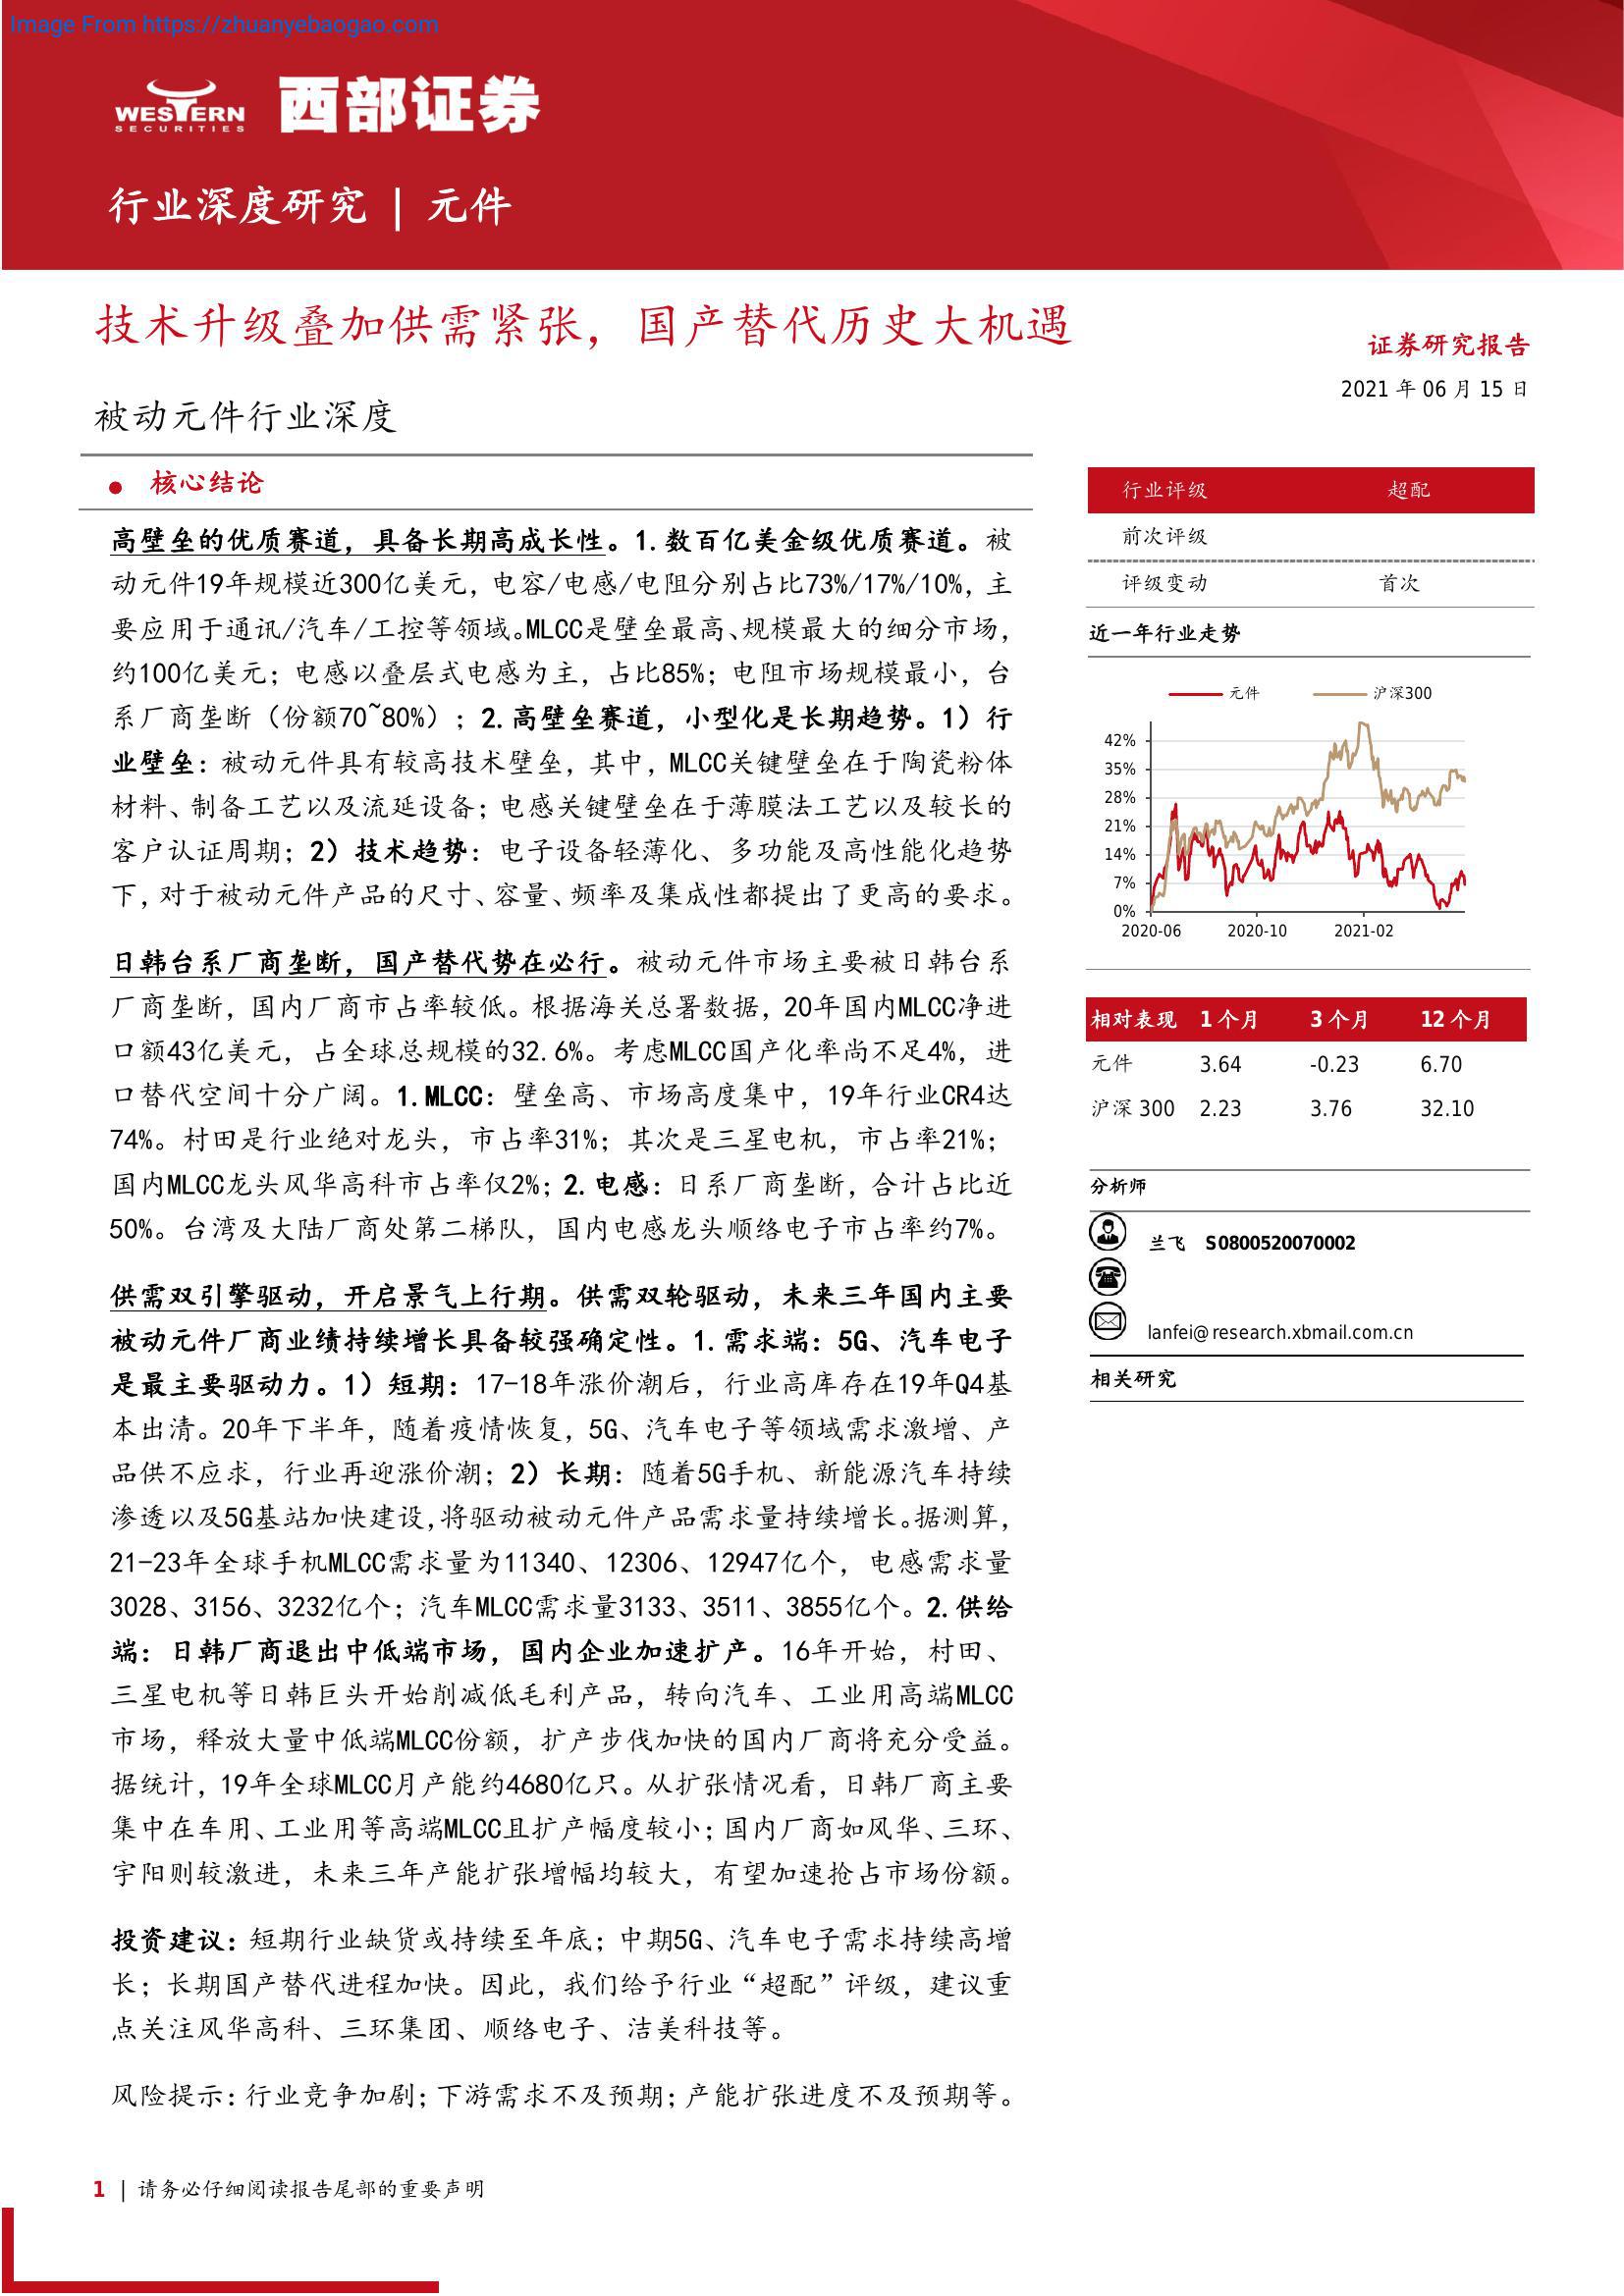 Image From https://zhuanyebaogao.com
WESTERN
SECURITIES
西部证券
行业深度研究 | 元件
技术升级叠加供需紧张，国产替代历史大机遇
被动元件行业深度
证券研究报告
2021 年 06 月 15 日
● 核心结论
高壁垒的优质赛道，具备长期高成长性。1.数百亿美金级优质赛道。被
动元件19年规模近300亿美元，电容/电感/电阻分别占比73%/17%/10%，主
要应用于通讯/汽车/工控等领域。MLCC是壁垒最高、规模最大的细分市场，
约100亿美元；电感以叠层式电感为主，占比85%；电阻市场规模最小，台
系厂商垄断（份额70~80%）；2.高壁垒赛道，小型化是长期趋势。1）行
业壁垒：被动元件具有较高技术壁垒，其中，MLCC关键壁垒在于陶瓷粉体
材料、制备工艺以及流延设备；电感关键壁垒在于薄膜法工艺以及较长的
客户认证周期；2）技术趋势：电子设备轻薄化、多功能及高性能化趋势
下，对于被动元件产品的尺寸、容量、频率及集成性都提出了更高的要求。
日韩台系厂商垄断，国产替代势在必行。被动元件市场主要被日韩台系
厂商垄断，国内厂商市占率较低。根据海关总署数据，20年国内MLCC净进
口额43亿美元，占全球总规模的32.6%。考虑MLCC国产化率尚不足4%，进
口替代空间十分广阔。1.MLCC：壁垒高、市场高度集中，19年行业CR4达
74%。村田是行业绝对龙头，市占率31%；其次是三星电机，市占率21%；
国内MLCC龙头风华高科市占率仅2%；2.电感：日系厂商垄断，合计占比近
50%。台湾及大陆厂商处第二梯队，国内电感龙头顺络电子市占率约7%。
供需双引擎驱动，开启景气上行期。供需双轮驱动，未来三年国内主要
被动元件厂商业绩持续增长具备较强确定性。1.需求端：5G、汽车电子
是最主要驱动力。1）短期：17-18年涨价潮后，行业高库存在19年Q4基
本出清。20年下半年，随着疫情恢复，5G、汽车电子等领域需求激增、产
品供不应求，行业再迎涨价潮；2）长期：随着5G手机、新能源汽车持续
渗透以及5G基站加快建设，将驱动被动元件产品需求量持续增长。据测算，
21-23年全球手机MLCC需求量为11340、12306、12947亿个，电感需求量
3028、3156、3232亿个；汽车MLCC需求量3133、3511、3855亿个。2.供给
端：日韩厂商退出中低端市场，国内企业加速扩产。16年开始，村田、
三星电机等日韩巨头开始削减低毛利产品，转向汽车、工业用高端MLCC
市场，释放大量中低端MLCC份额，扩产步伐加快的国内厂商将充分受益。
据统计，19年全球MLCC月产能约4680亿只。从扩张情况看，日韩厂商主要
集中在车用、工业用等高端MLCC且扩产幅度较小；国内厂商如风华、三环、
宇阳则较激进，未来三年产能扩张增幅均较大，有望加速抢占市场份额。
投资建议：短期行业缺货或持续至年底；中期5G、汽车电子需求持续高增
长；长期国产替代进程加快。因此，我们给予行业“超配”评级，建议重
点关注风华高科、三环集团、顺络电子、洁美科技等。
风险提示：行业竞争加剧；下游需求不及预期；产能扩张进度不及预期等。
行业评级 超配
前次评级
评级变动 首次
近一年行业走势
元件 沪深300
42%
35%
28%
21%
14%
7%
0%
2020-06 2020-10 2021-02
相对表现 1 个月 3 个月 12 个月
元件 3.64 -0.23 6.70
沪深 300 2.23 3.76 32.10
分析师
兰飞 S0800520070002
lanfei@research.xbmail.com.cn
相关研究
1 | 请务必仔细阅读报告尾部的重要声明